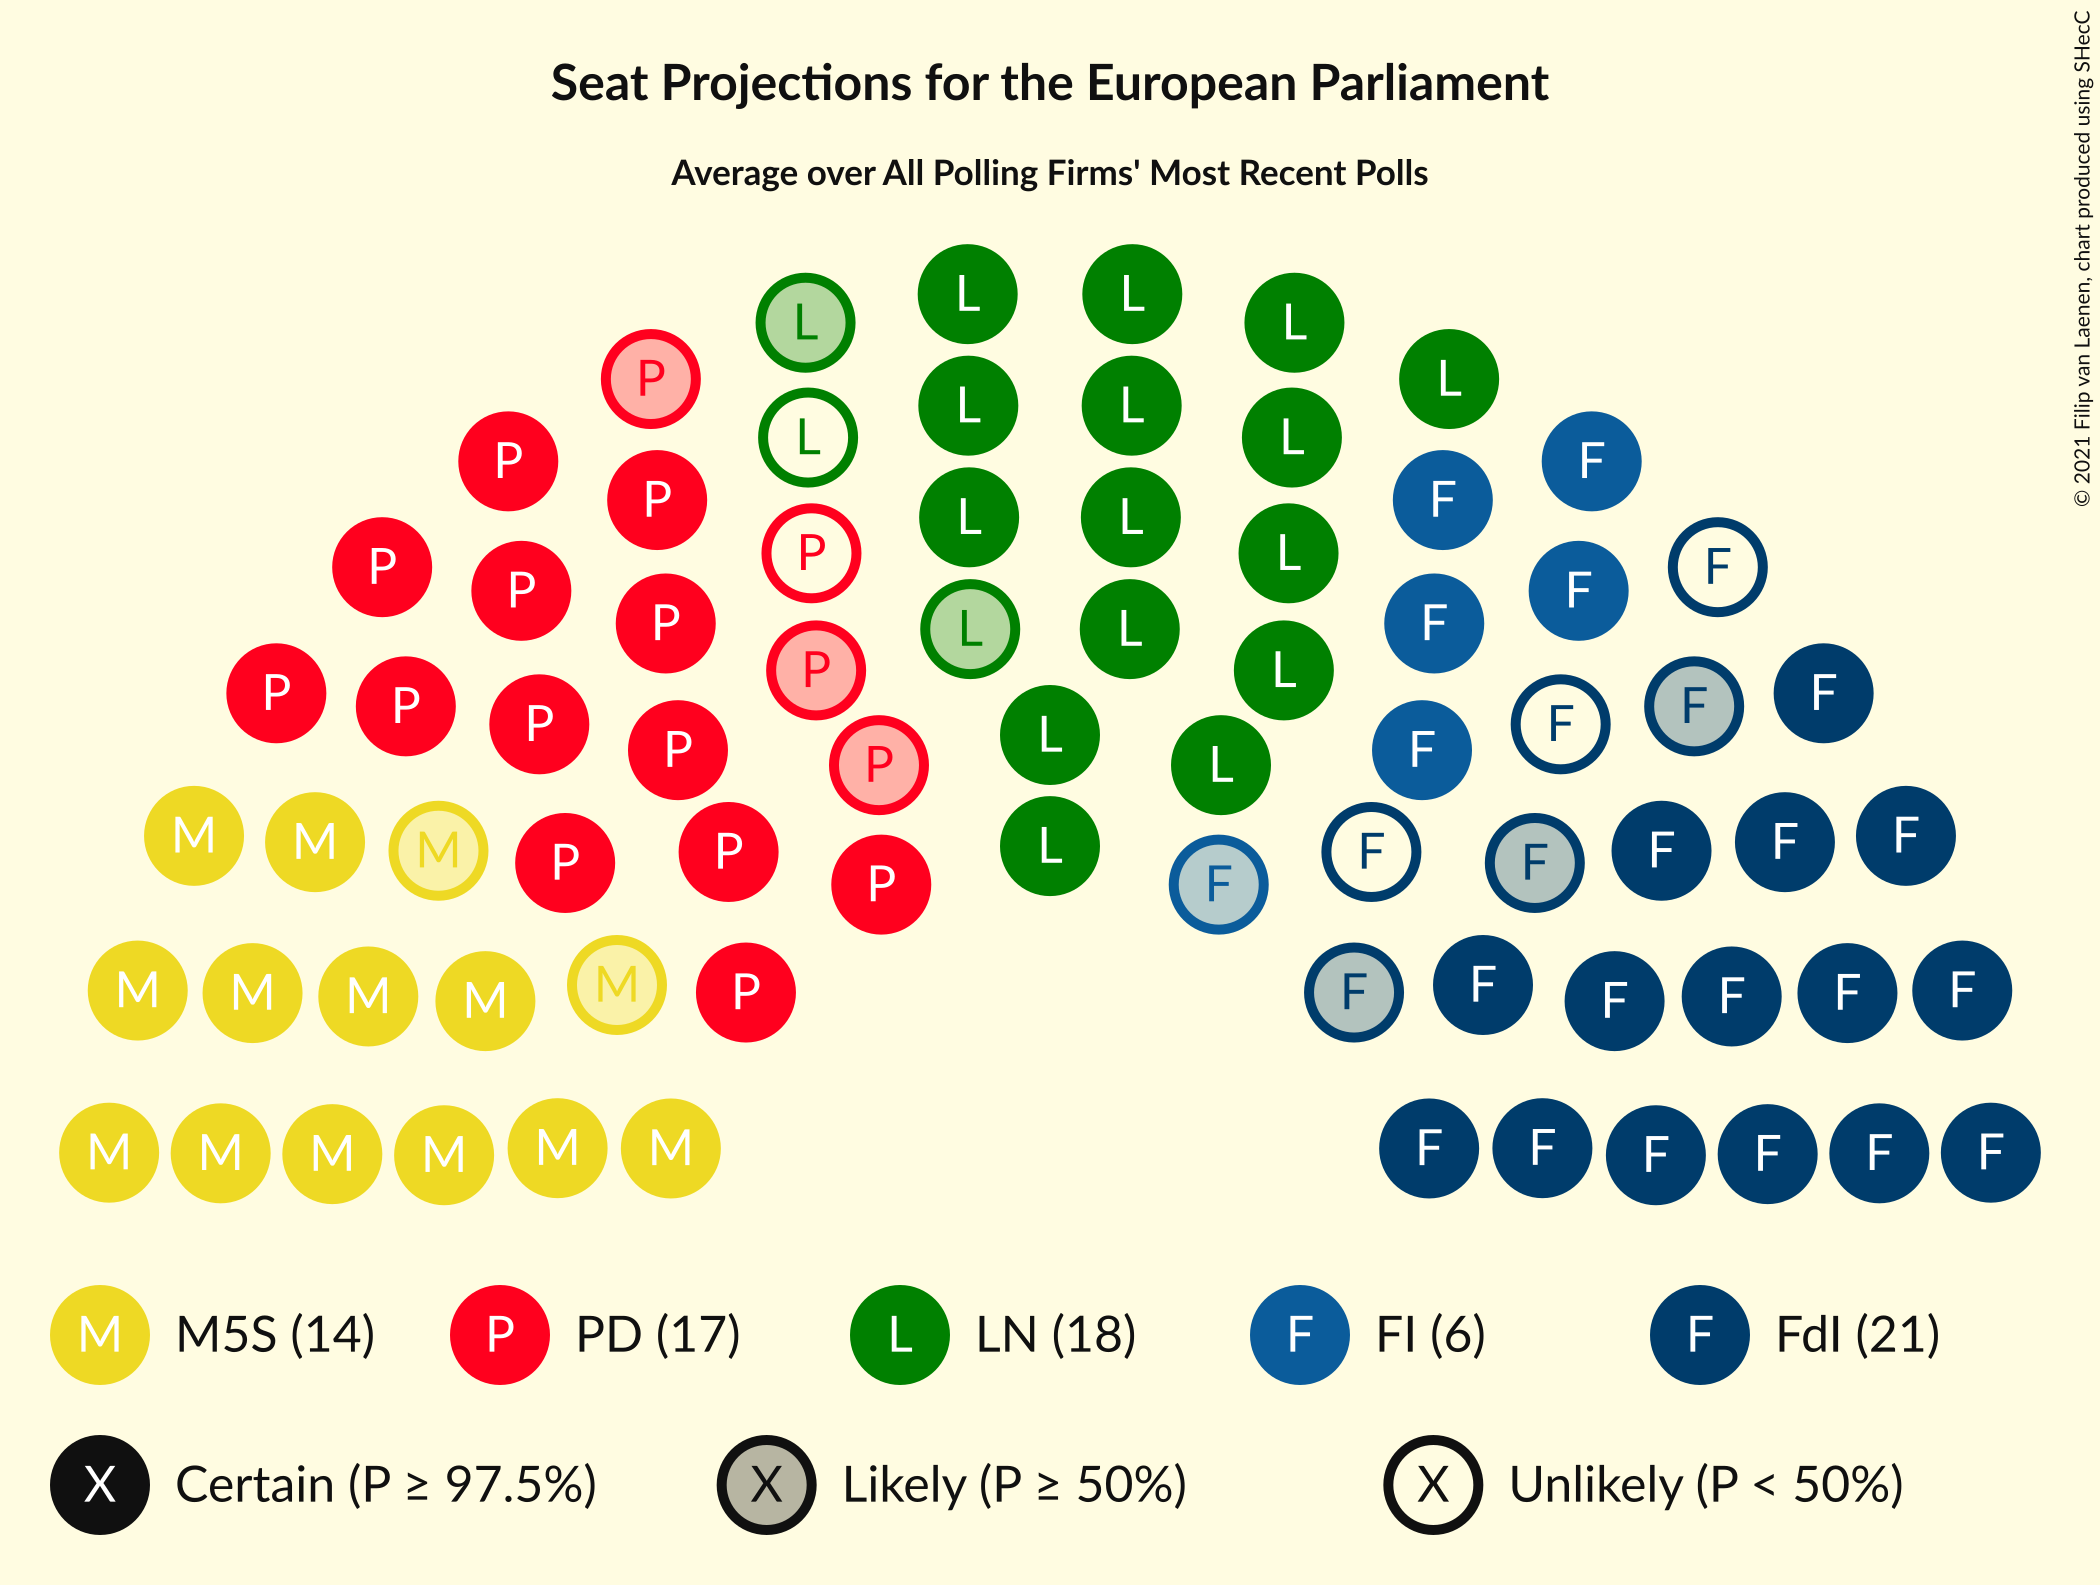 Seat Projections for the European Parliament
Average over All Polling Firms' Most Recent Polls
© 2021 Filip van Laenen, chart produced using SHecC
L L
L L
P L
L L
L L
P F
P F
L L
P P F F
P L
P P F F
P L L
P F
P F F
P P F F
P L
P P F F
P L
M M F F
M P L F F
M P F F
P F
M M M M M P F F F F F F
M M M M M M F F F F F F
M M5S (14) P PD (17) L LN (18) F FI (6) F FdI (21)
X Certain (P ≥ 97.5%) X Likely (P ≥ 50%) X Unlikely (P < 50%)